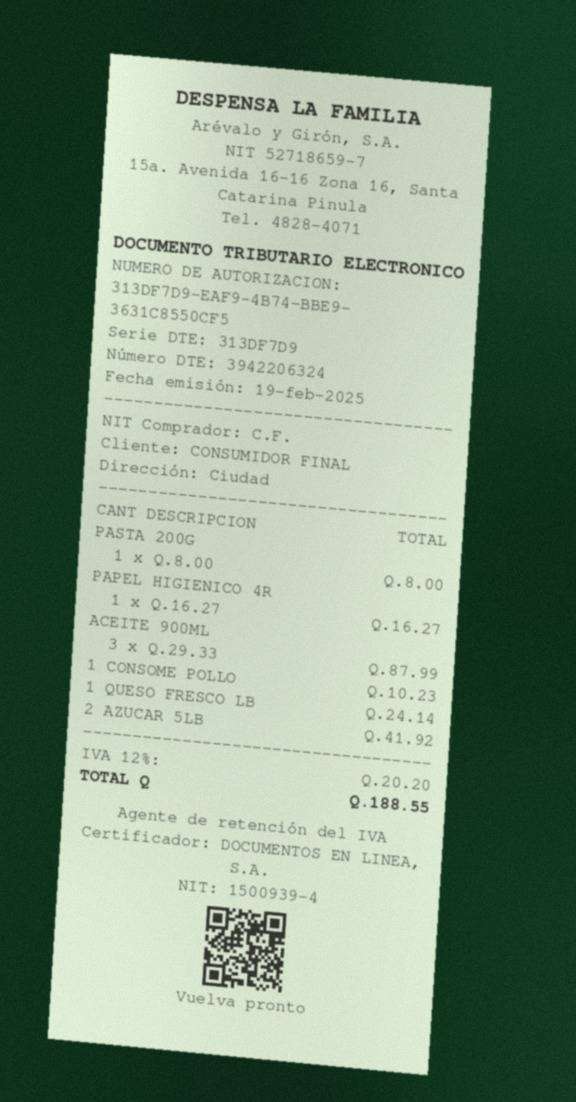 DESPENSA LA FAMILIA
Arévalo y Girón, S.A.
NIT 52718659-7
15a. Avenida 16-16 Zona 16, Santa
Catarina Pinula
Tel. 4828-4071
DOCUMENTO TRIBUTARIO ELECTRONICO
NUMERO DE AUTORIZACION:
313DF7D9-EAF9-4B74-BBE9-
3631C8550CF5
Serie DTE: 313DF7D9
Número DTE: 3942206324
Fecha emisión: 19-feb-2025
NIT Comprador: C.F.
Cliente: CONSUMIDOR FINAL
Dirección: Ciudad
CANT DESCRIPCION TOTAL
PASTA 200G
1 x Q.8.00 Q.8.00
PAPEL HIGIENICO 4R
1 x Q.16.27 Q.16.27
ACEITE 900ML
3 x Q.29.33 Q.87.99
1 CONSOME POLLO Q.10.23
1 QUESO FRESCO LB Q.24.14
2 AZUCAR 5LB Q.41.92
IVA 12%: Q.20.20
TOTAL Q Q.188.55
Agente de retención del IVA
Certificador: DOCUMENTOS EN LINEA,
S.A.
NIT: 1500939-4
Vuelva pronto